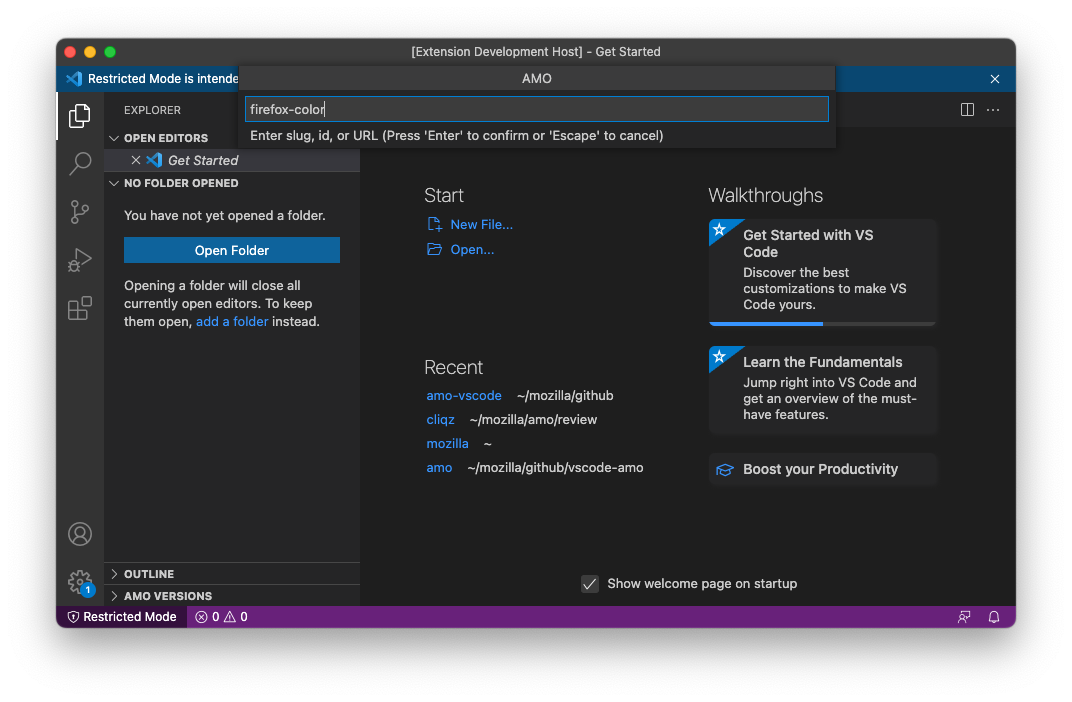 [Extension Development Host] - Get Started
Restricted Mode is intende
AMO
firefox-color
Enter slug, id, or URL (Press 'Enter' to confirm or 'Escape' to cancel)
EXPLORER
OPEN EDITORS
Get Started
NO FOLDER OPENED
You have not yet opened a folder.
Open Folder
Opening a folder will close all
currently open editors. To keep
them open, add a folder instead.
OUTLINE
AMO VERSIONS
1
Start
New File...
Open...
Recent
amo-vscode ~/mozilla/github
cliqz ~/mozilla/amo/review
mozilla ~
amo ~/mozilla/github/vscode-amo
Walkthroughs
Get Started with VS
Code
Discover the best
customizations to make VS
Code yours.
Learn the Fundamentals
Jump right into VS Code and
get an overview of the must-
have features.
Boost your Productivity
Show welcome page on startup
Restricted Mode 0 0